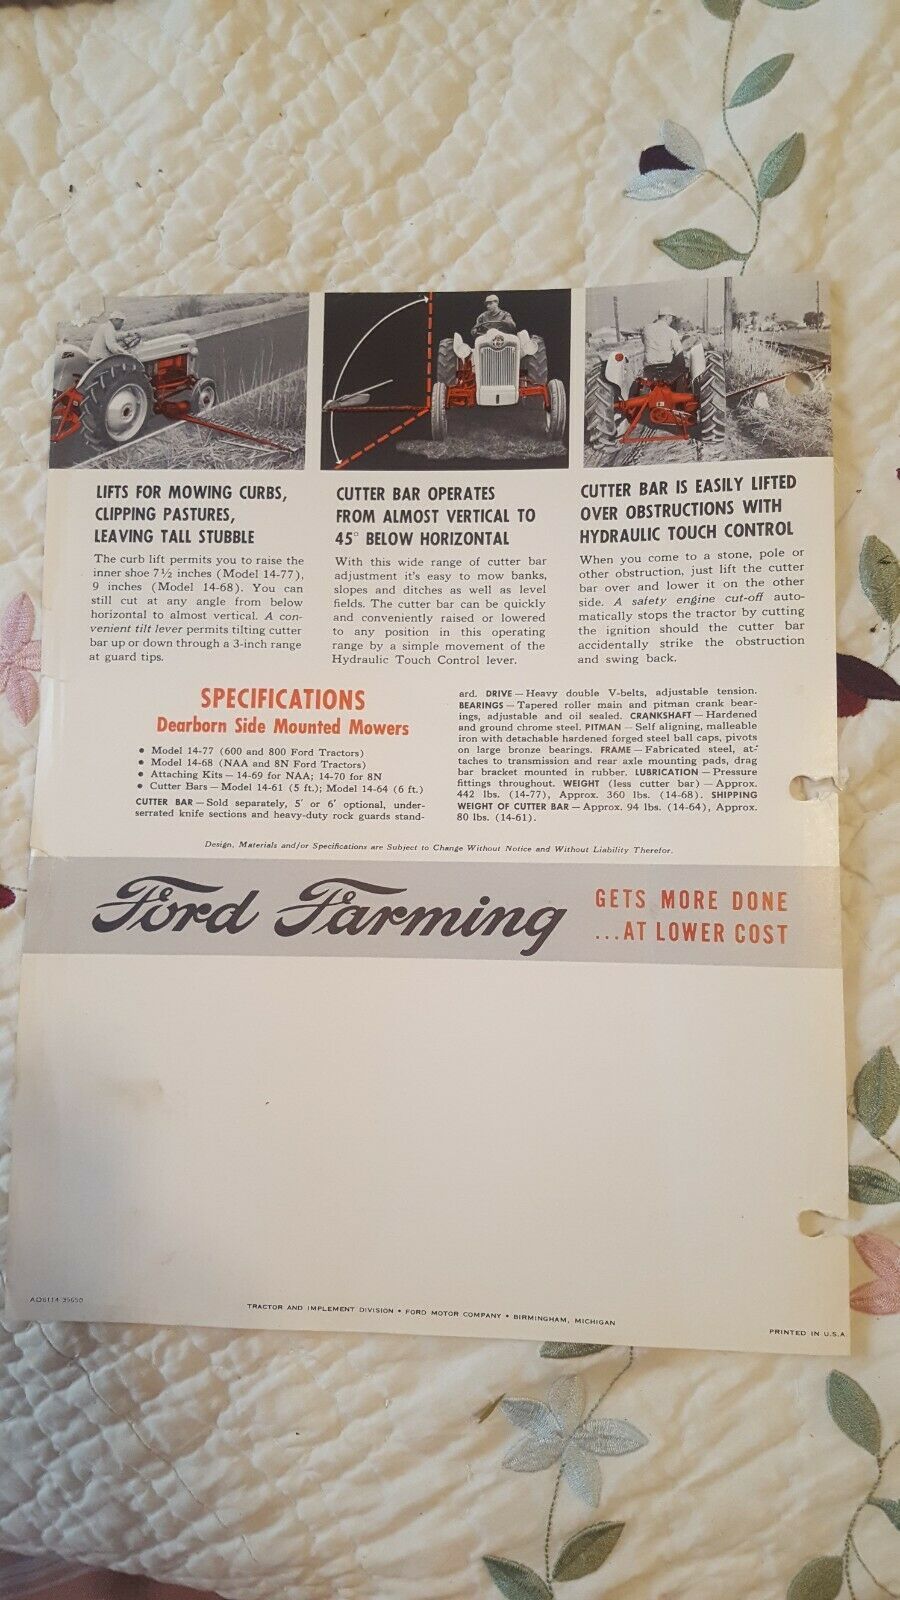 LIFTS FOR MOWING CURBS,
CLIPPING PASTURES,
LEAVING TALL STUBBLE
The curb lift permits you to raise the
inner shoe 7½ inches (Model 14-77),
9 inches (Model 14-68). You can
still cut at any angle from below
horizontal to almost vertical. A con-
venient tilt lever permits tilting cutter
bar up or down through a 3-inch range
at guard tips.
CUTTER BAR OPERATES
FROM ALMOST VERTICAL TO
45° BELOW HORIZONTAL
With this wide range of cutter bar
adjustment it's easy to mow banks,
slopes and ditches as well as level
fields. The cutter bar can be quickly
and conveniently raised or lowered
to any position in this operating
range by a simple movement of the
Hydraulic Touch Control lever.
CUTTER BAR IS EASILY LIFTED
OVER OBSTRUCTIONS WITH
HYDRAULIC TOUCH CONTROL
When you come to a stone, pole or
other obstruction, just lift the cutter
bar over and lower it on the other
side. A safety engine cut-off auto-
matically stops the tractor by cutting
the ignition should the cutter bar
accidentally strike the obstruction
and swing back.
SPECIFICATIONS
Dearborn Side Mounted Mowers
• Model 14-77 (600 and 800 Ford Tractors)
• Model 14-68 (NAA and 8N Ford Tractors)
• Attaching Kits — 14-69 for NAA; 14-70 for 8N
• Cutter Bars — Model 14-61 (5 ft.); Model 14-64 (6 ft.)
CUTTER BAR — Sold separately, 5' or 6' optional, under-
serrated knife sections and heavy-duty rock guards stand-
ard. DRIVE — Heavy double V-belts, adjustable tension.
BEARINGS — Tapered roller main and pitman crank bear-
ings, adjustable and oil sealed. CRANKSHAFT — Hardened
and ground chrome steel. PITMAN — Self aligning, malleable
iron with detachable hardened forged steel ball caps, pivots
on large bronze bearings. FRAME — Fabricated steel, at-
taches to transmission and rear axle mounting pads, drag
bar bracket mounted in rubber. LUBRICATION — Pressure
fittings throughout. WEIGHT (less cutter bar) — Approx.
442 lbs. (14-77), Approx. 360 lbs. (14-68). SHIPPING
WEIGHT OF CUTTER BAR — Approx. 94 lbs. (14-64), Approx.
80 lbs. (14-61).
Design, Materials and/or Specifications are Subject to Change Without Notice and Without Liability Therefor.
Ford Farming
GETS MORE DONE
...AT LOWER COST
TRACTOR AND IMPLEMENT DIVISION • FORD MOTOR COMPANY • BIRMINGHAM, MICHIGAN
PRINTED IN U.S.A